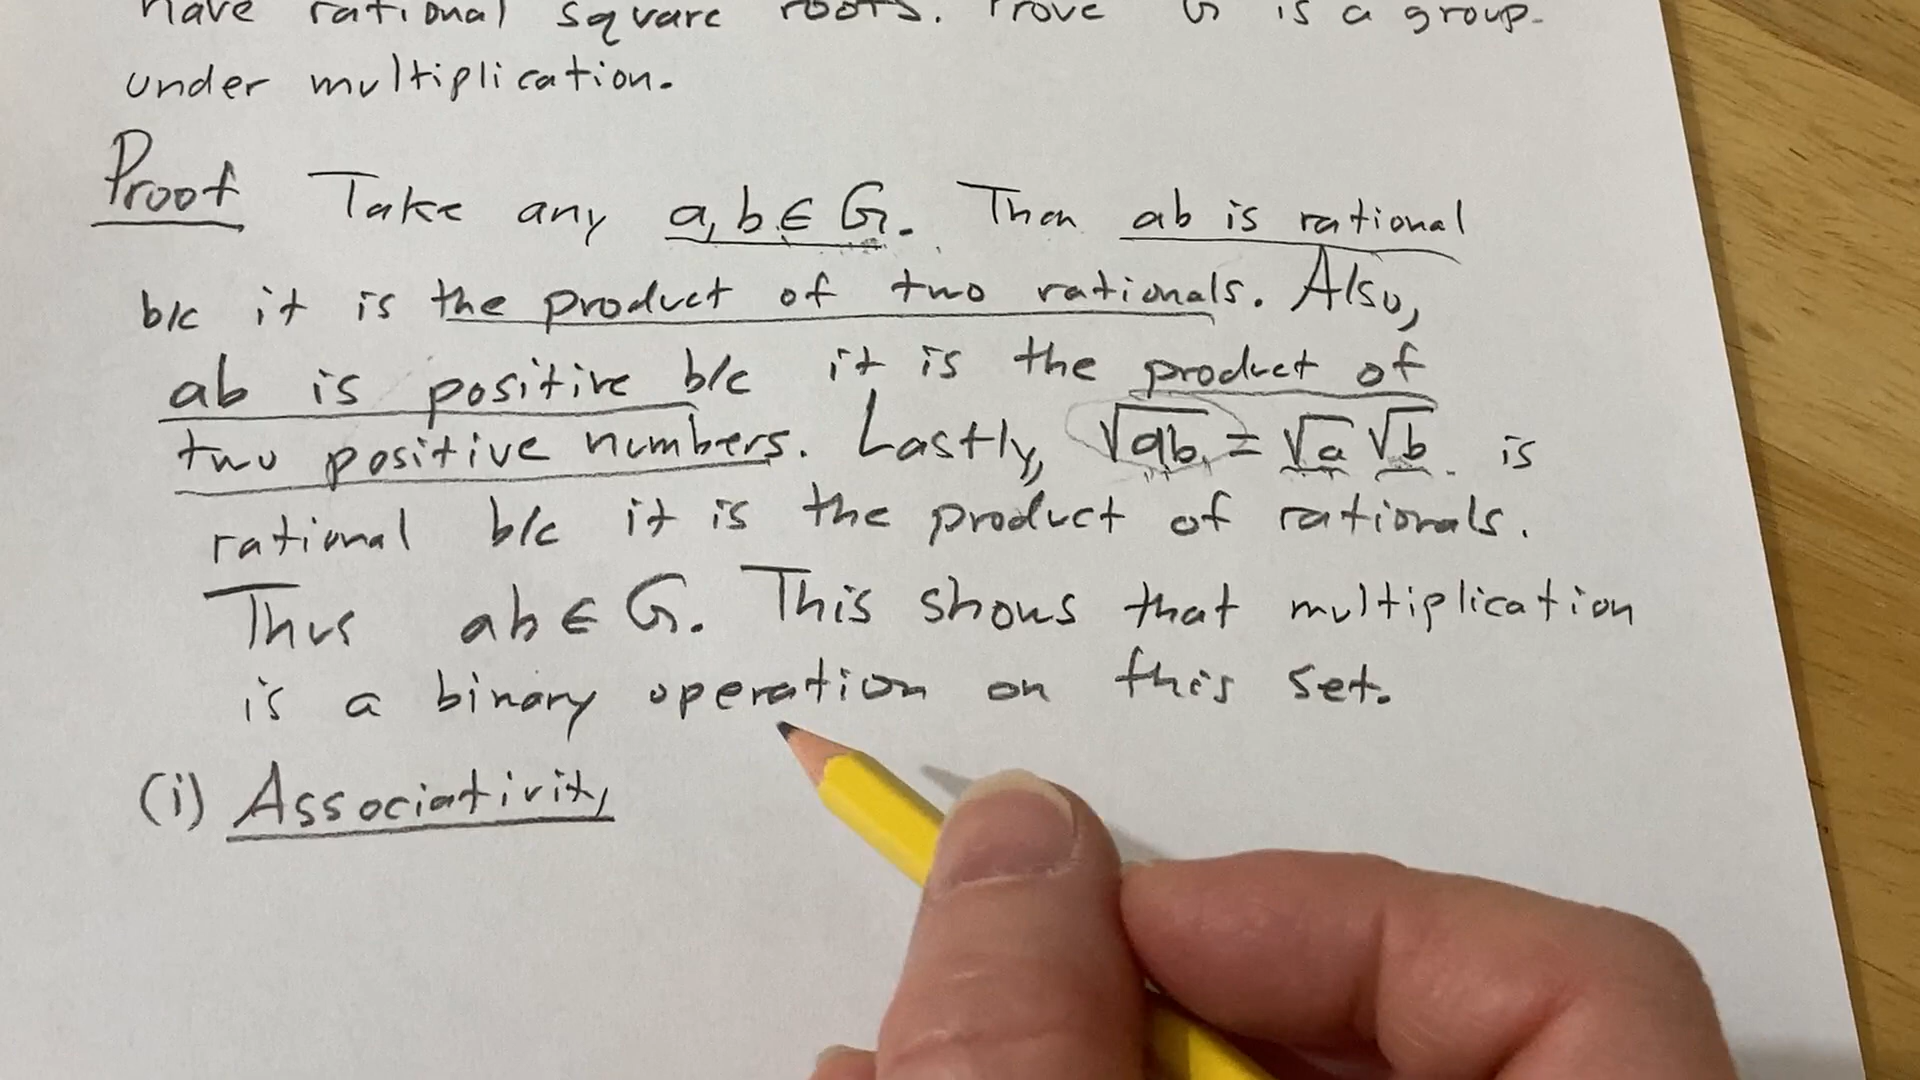 have rational square roots. Prove G is a group
under multiplication.
Proof Take any a, b ∈ G. Then ab is rational
b/c it is the product of two rationals. Also,
ab is positive b/c it is the product of
two positive numbers. Lastly, √ab = √a √b is
rational b/c it is the product of rationals.
Thus ab ∈ G. This shows that multiplication
is a binary operation on this set.
(i) Associativity